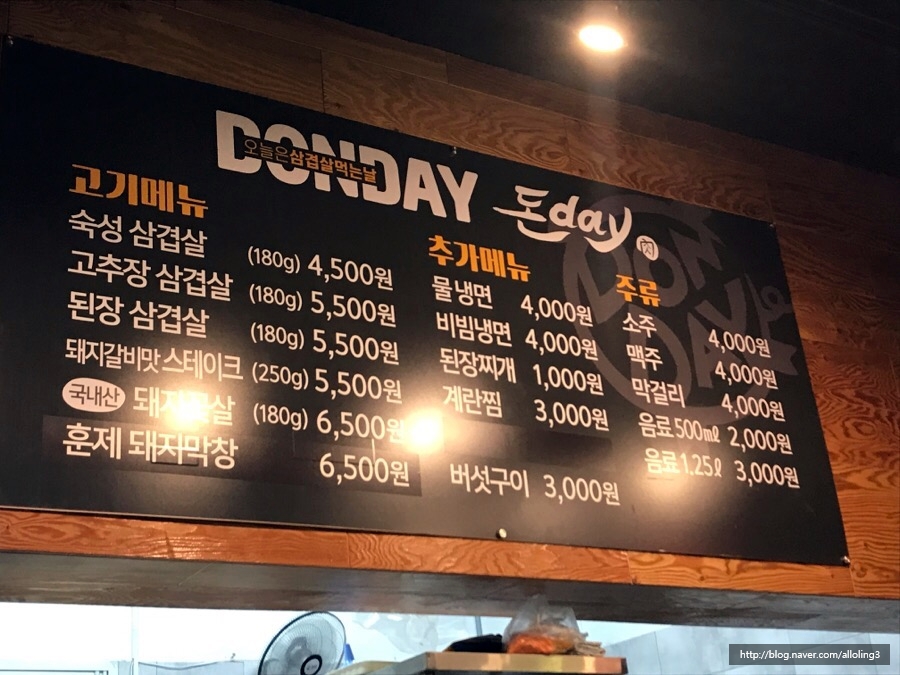 DONDAY
오늘은삼겹살먹는날
돈day
고기메뉴
숙성 삼겹살 (180g) 4,500원
고추장 삼겹살 (180g) 5,500원
된장 삼겹살 (180g) 5,500원
돼지갈비맛 스테이크 (250g) 5,500원
국내산 (180g) 6,500원
훈제 돼지막창 6,500원
추가메뉴
물냉면 4,000원
비빔냉면 4,000원
된장찌개 1,000원
계란찜 3,000원
버섯구이 3,000원
주류
소주 4,000원
맥주 4,000원
막걸리 4,000원
음료 500㎖ 2,000원
음료 1.25ℓ 3,000원
DON
DAY
http://blog.naver.com/alloling3